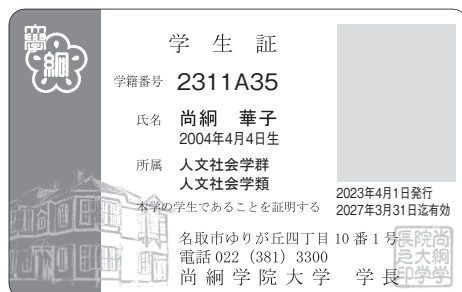 学生証
学籍番号 2311A35
氏名 尚絅 華子
2004年4月4日生
所属 人文社会学群
人文社会学類
2023年4月1日発行
本学の学生であることを証明する
2027年3月31日迄有効
名取市ゆりが丘四丁目10番1号
電話 022（381）3300
尚絅学院大学 学長